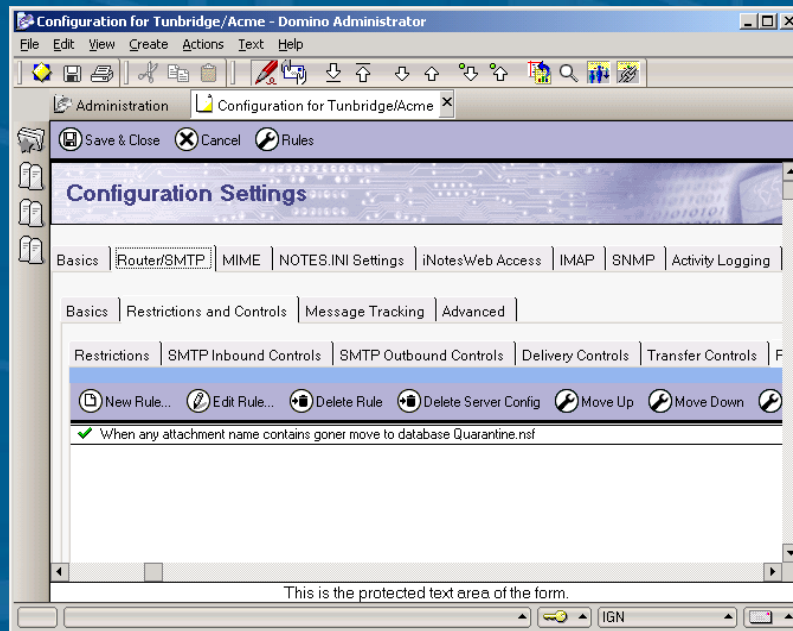 Configuration for Tunbridge/Acme - Domino Administrator
File Edit View Create Actions Text Help
Administration Configuration for Tunbridge/Acme
Save & Close Cancel Rules
Configuration Settings
Basics Router/SMTP MIME NOTES.INI Settings iNotesWeb Access IMAP SNMP Activity Logging
Basics Restrictions and Controls Message Tracking Advanced
Restrictions SMTP Inbound Controls SMTP Outbound Controls Delivery Controls Transfer Controls
New Rule... Edit Rule... Delete Rule Delete Server Config Move Up Move Down
When any attachment name contains goner move to database Quarantine.nsf
This is the protected text area of the form.
IGN